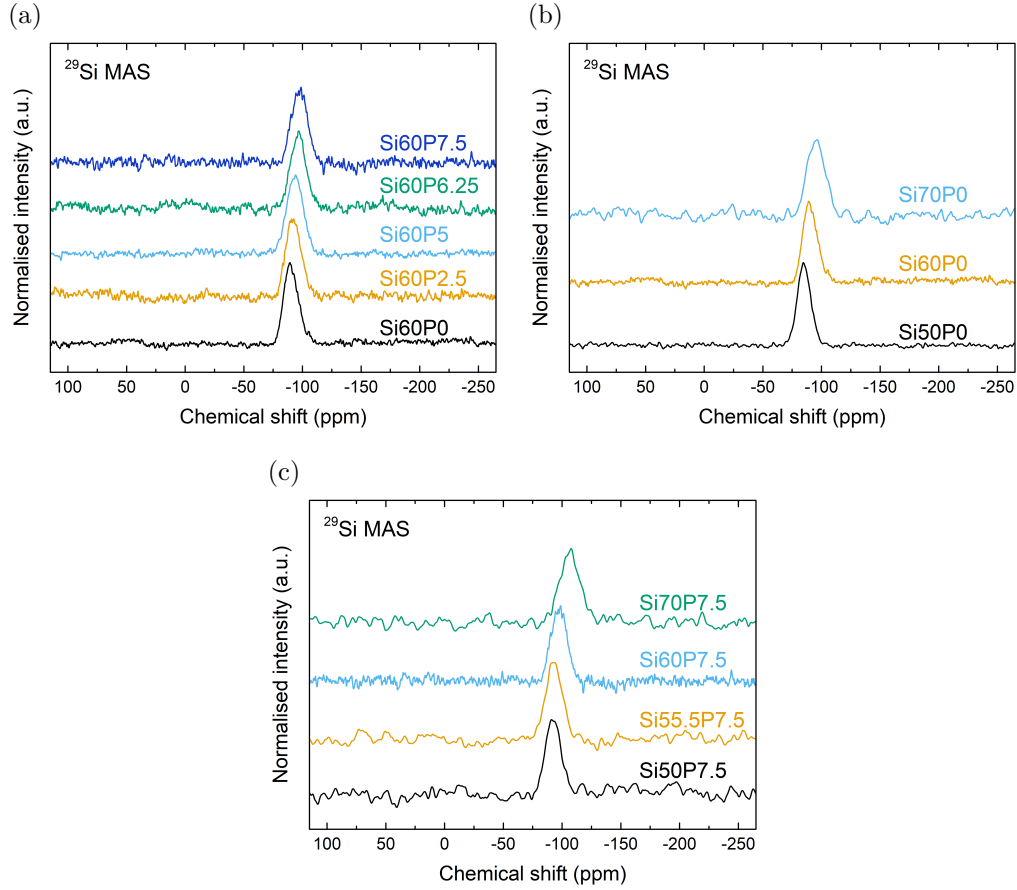 (a)
²⁹Si MAS
Normalised intensity (a.u.)
Si60P7.5
Si60P6.25
Si60P5
Si60P2.5
Si60P0
100 50 0 -50 -100 -150 -200 -250
Chemical shift (ppm)
(b)
²⁹Si MAS
Normalised intensity (a.u.)
Si70P0
Si60P0
Si50P0
100 50 0 -50 -100 -150 -200 -250
Chemical shift (ppm)
(c)
²⁹Si MAS
Normalised intensity (a.u.)
Si70P7.5
Si60P7.5
Si55.5P7.5
Si50P7.5
100 50 0 -50 -100 -150 -200 -250
Chemical shift (ppm)